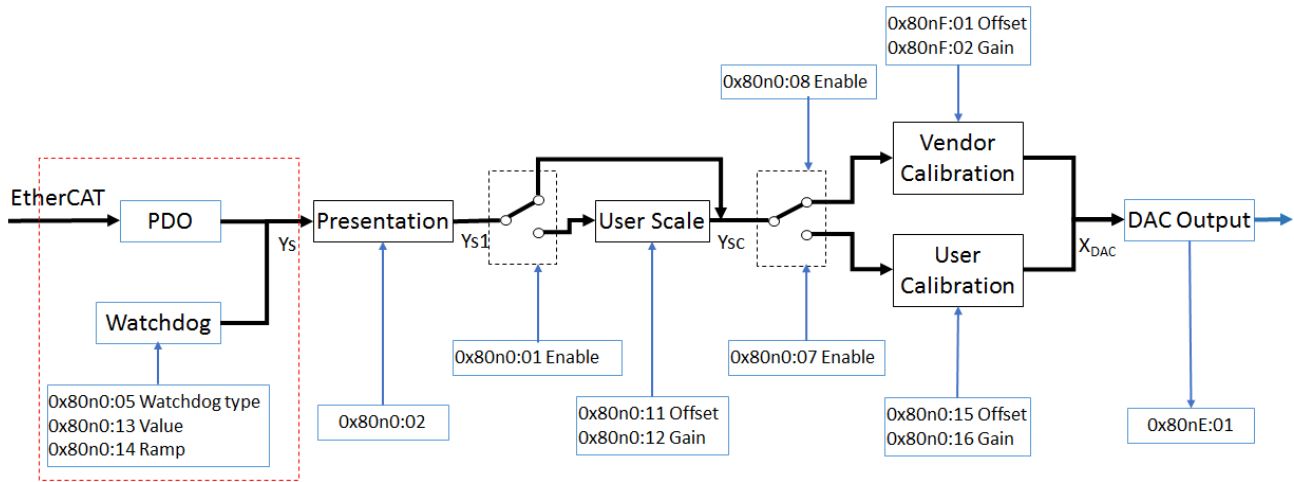 0x80nF:01 Offset
0x80nF:02 Gain
0x80n0:08 Enable
Vendor
Calibration
EtherCAT
PDO
Ys
Presentation
Ys1
User Scale
Ysc
User
Calibration
XDAC
DAC Output
Watchdog
0x80n0:01 Enable
0x80n0:07 Enable
0x80n0:05 Watchdog type
0x80n0:13 Value
0x80n0:14 Ramp
0x80n0:02
0x80n0:11 Offset
0x80n0:12 Gain
0x80n0:15 Offset
0x80n0:16 Gain
0x80nE:01